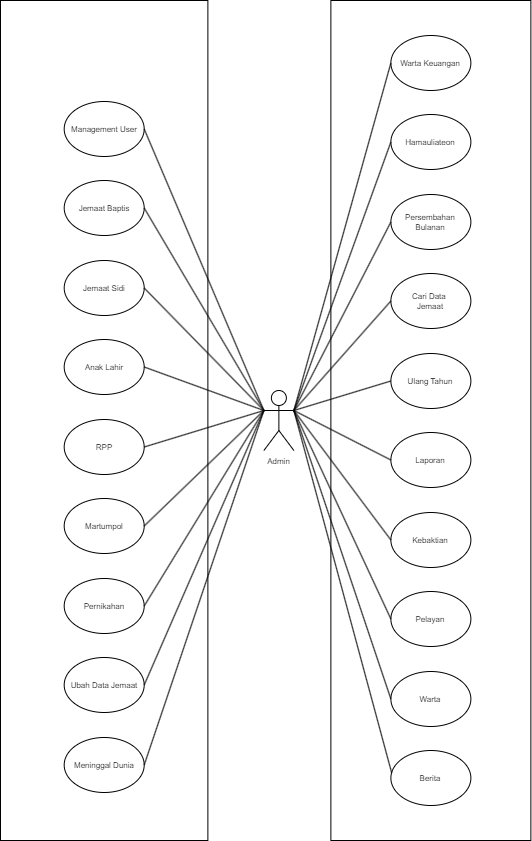 Management User
Jemaat Baptis
Jemaat Sidi
Anak Lahir
RPP
Martumpol
Pernikahan
Ubah Data Jemaat
Meninggal Dunia
Admin
Warta Keuangan
Hamauliateon
Persembahan
Bulanan
Cari Data
Jemaat
Ulang Tahun
Laporan
Kebaktian
Pelayan
Warta
Berita